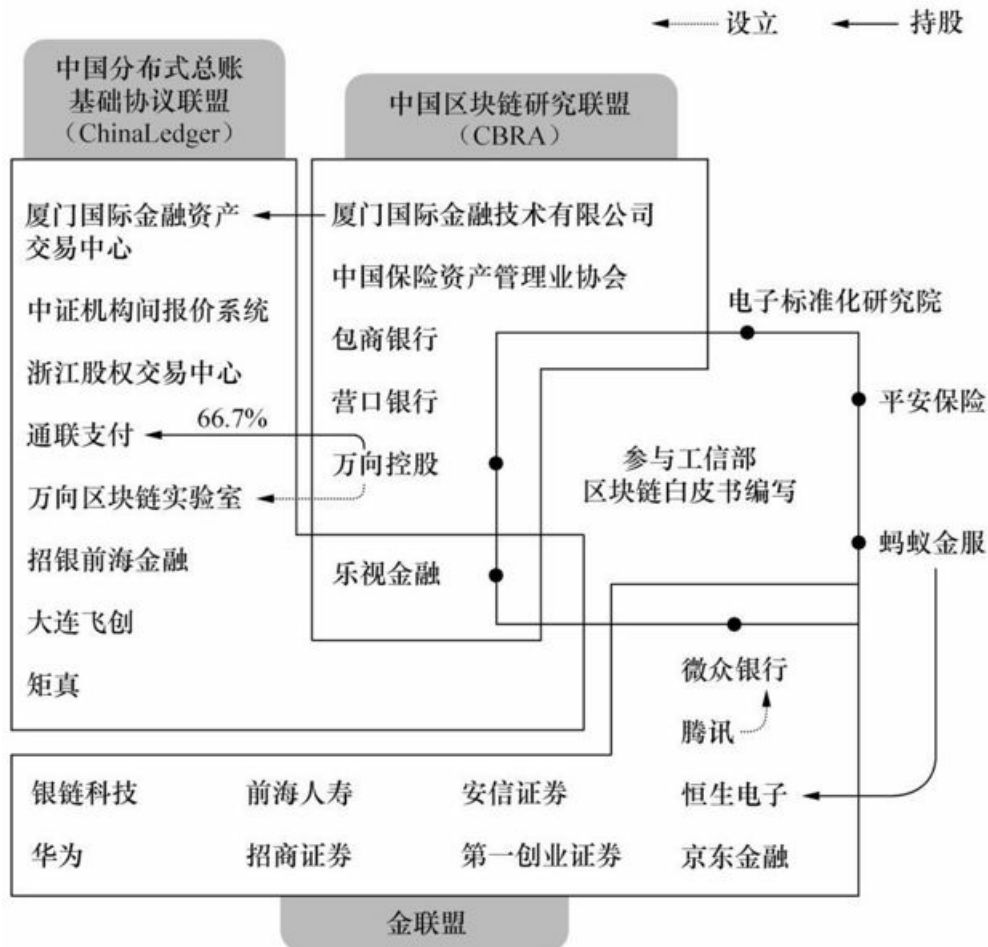 设立
持股
中国分布式总账
基础协议联盟
（ChinaLedger）
中国区块链研究联盟
（CBRA）
厦门国际金融资产
交易中心
中证机构间报价系统
浙江股权交易中心
通联支付
万向区块链实验室
招银前海金融
大连飞创
矩真
66.7%
厦门国际金融技术有限公司
中国保险资产管理业协会
包商银行
营口银行
万向控股
乐视金融
电子标准化研究院
平安保险
参与工信部
区块链白皮书编写
蚂蚁金服
微众银行
腾讯
银链科技
前海人寿
安信证券
恒生电子
华为
招商证券
第一创业证券
京东金融
金联盟